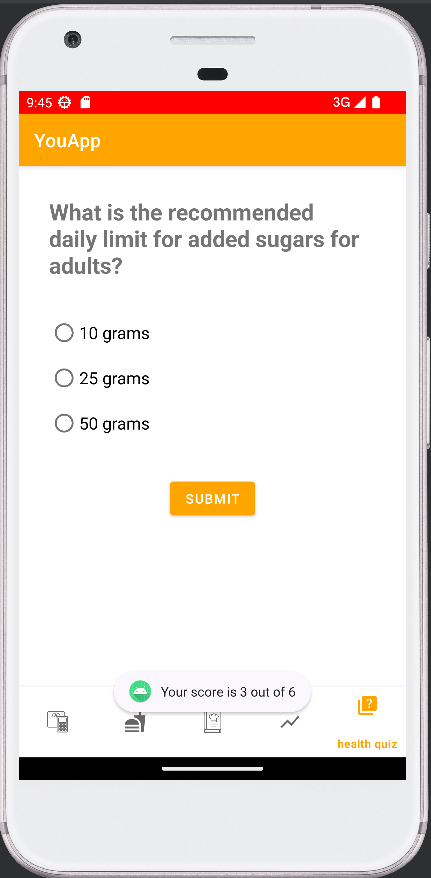 9:45 3G
YouApp
What is the recommended
daily limit for added sugars for
adults?
10 grams
25 grams
50 grams
SUBMIT
Your score is 3 out of 6
?
health quiz